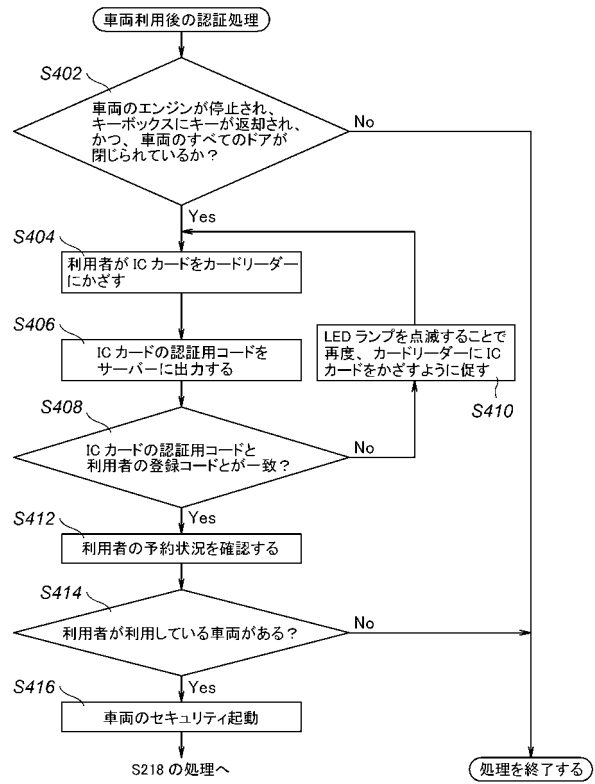 車両利用後の認証処理
S402
車両のエンジンが停止され、
キーボックスにキーが返却され、
かつ、車両のすべてのドアが
閉じられているか？
No
Yes
S404
利用者が IC カードをカードリーダー
にかざす
S406
IC カードの認証用コードを
サーバーに出力する
LED ランプを点滅することで
再度、カードリーダーに IC
カードをかざすように促す
S410
S408
IC カードの認証用コードと
利用者の登録コードとが一致？
No
Yes
S412
利用者の予約状況を確認する
S414
利用者が利用している車両がある？
No
Yes
S416
車両のセキュリティ起動
S218 の処理へ
処理を終了する